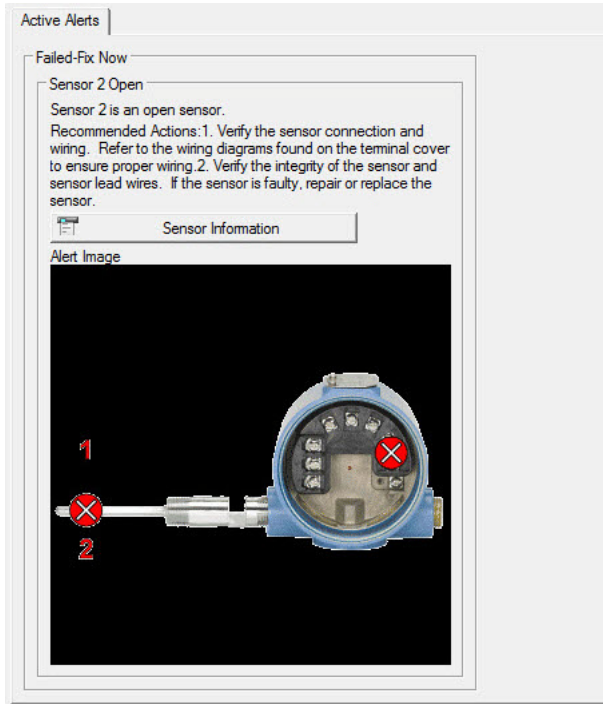 Active Alerts
Failed-Fix Now
Sensor 2 Open
Sensor 2 is an open sensor.
Recommended Actions:1. Verify the sensor connection and
wiring.  Refer to the wiring diagrams found on the terminal cover
to ensure proper wiring.2. Verify the integrity of the sensor and
sensor lead wires.  If the sensor is faulty, repair or replace the
sensor.
Sensor Information
Alert Image
1
2